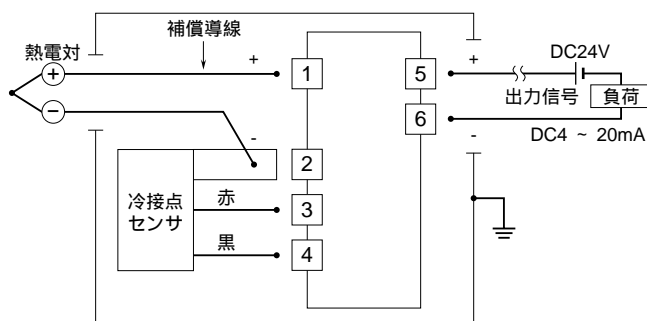 補償導線
熱電対
DC24V
+
+
+
1
5
出力信号
負荷
−
6
DC4 ~ 20mA
-
-
2
冷接点
センサ
赤
3
黒
4